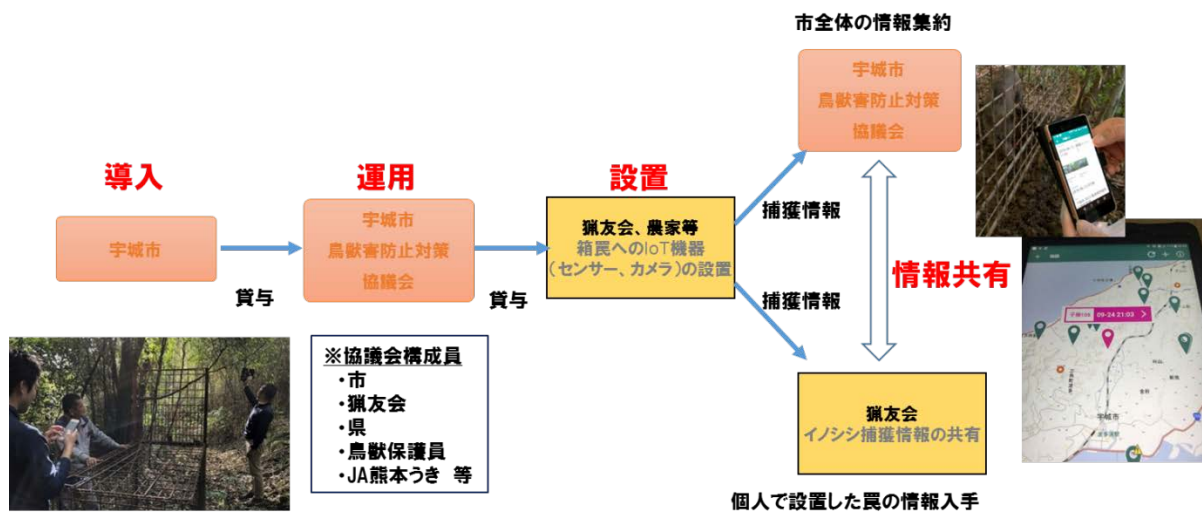 市全体の情報集約
宇城市
鳥獣害防止対策
協議会
導入
運用
設置
宇城市
宇城市
鳥獣害防止対策
協議会
猟友会、農家等
箱罠へのIoT機器
(センサー、カメラ)の設置
貸与
貸与
捕獲情報
捕獲情報
情報共有
09-24 21:03
宇城市
※協議会構成員
・市
・猟友会
・県
・鳥獣保護員
・JA熊本うき 等
猟友会
イノシシ捕獲情報の共有
個人で設置した罠の情報入手